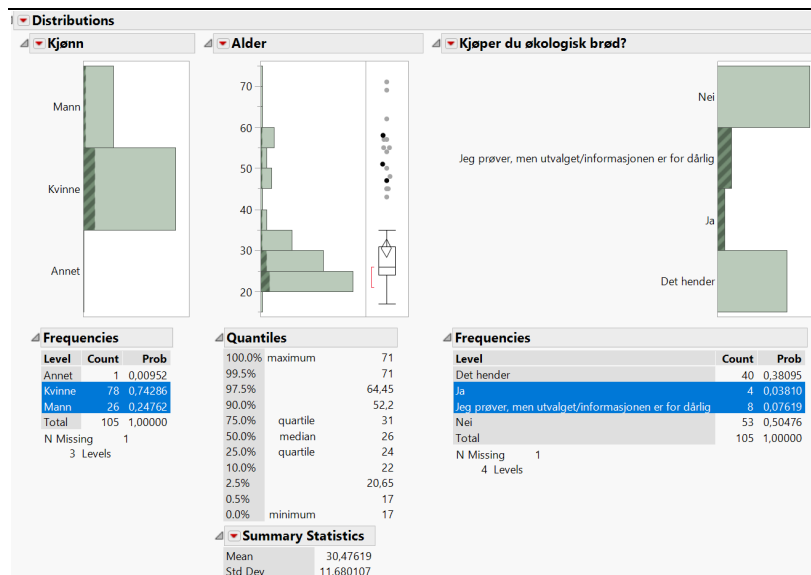 Distributions
Kjønn
Mann
Kvinne
Annet
Frequencies
Level Count Prob
Annet 1 0,00952
Kvinne 78 0,74286
Mann 26 0,24762
Total 105 1,00000
N Missing 1
3 Levels
Alder
70
60
50
40
30
20
Quantiles
100.0% maximum 71
99.5% 71
97.5% 64,45
90.0% 52,2
75.0% quartile 31
50.0% median 26
25.0% quartile 24
10.0% 22
2.5% 20,65
0.5% 17
0.0% minimum 17
Summary Statistics
Mean 30,47619
Std Dev 11,680107
Kjøper du økologisk brød?
Nei
Jeg prøver, men utvalget/informasjonen er for dårlig
Ja
Det hender
Frequencies
Level Count Prob
Det hender 40 0,38095
Ja 4 0,03810
Jeg prøver, men utvalget/informasjonen er for dårlig 8 0,07619
Nei 53 0,50476
Total 105 1,00000
N Missing 1
4 Levels